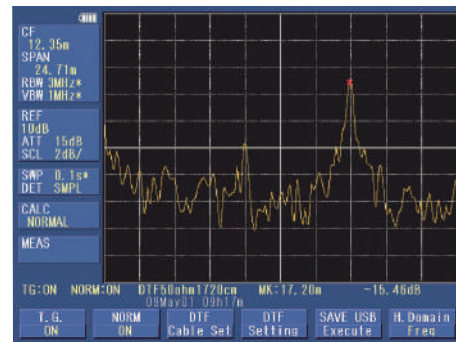 CF
12.35m
SPAN
24.71m
RBW 3MHz*
VBW 1MHz*
REF
10dB
ATT 15dB
SCL 2dB/
SWP 0.1s*
DET SMPL
CALC
NORMAL
MEAS
TG:ON NORM:ON DTF50ohm1728cm MK:17.20m -15.46dB
09May01 09h17m
T.G. ON
NORM ON
DTF Cable Set
DTF Setting
SAVE USB Execute
H.Domain Freq